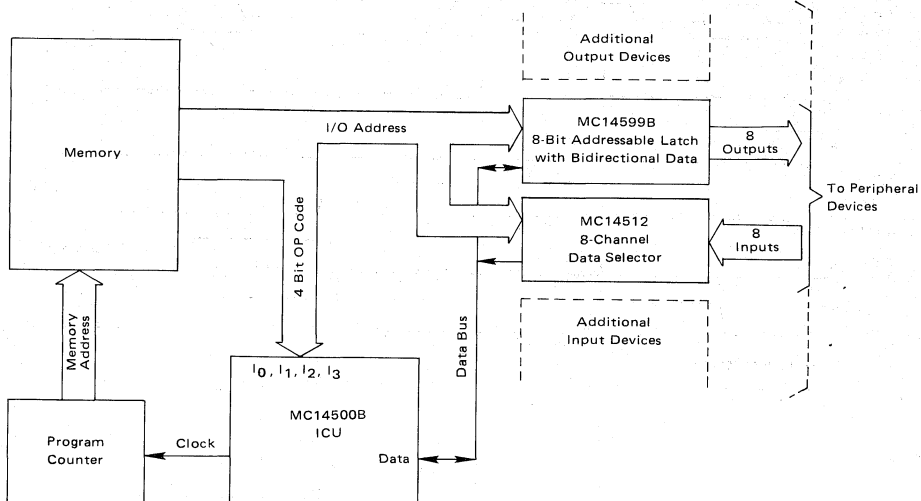 Additional
Output Devices
Memory
I/O Address
MC14599B
8-Bit Addressable Latch
with Bidirectional Data
8
Outputs
To Peripheral
Devices
4 Bit OP Code
MC14512
8-Channel
Data Selector
8
Inputs
Memory
Address
Data Bus
Additional
Input Devices
I0, I1, I2, I3
MC14500B
ICU
Program
Counter
Clock
Data